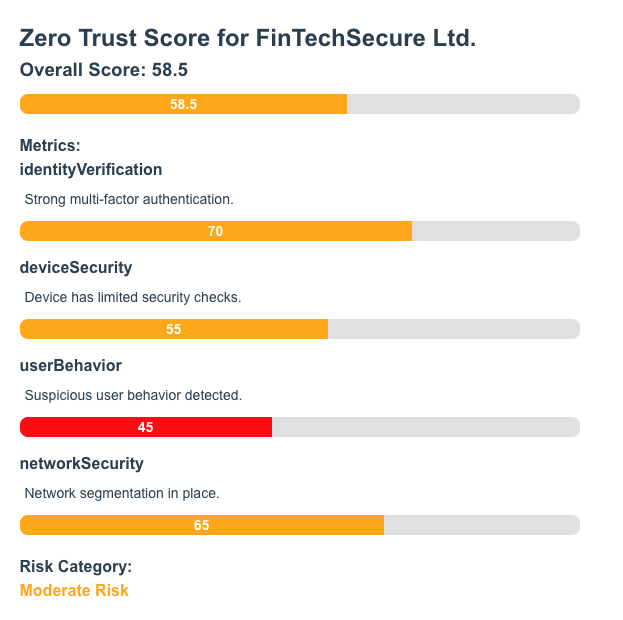 Zero Trust Score for FinTechSecure Ltd.
Overall Score: 58.5
58.5
Metrics:
identityVerification
Strong multi-factor authentication.
70
deviceSecurity
Device has limited security checks.
55
userBehavior
Suspicious user behavior detected.
45
networkSecurity
Network segmentation in place.
65
Risk Category:
Moderate Risk